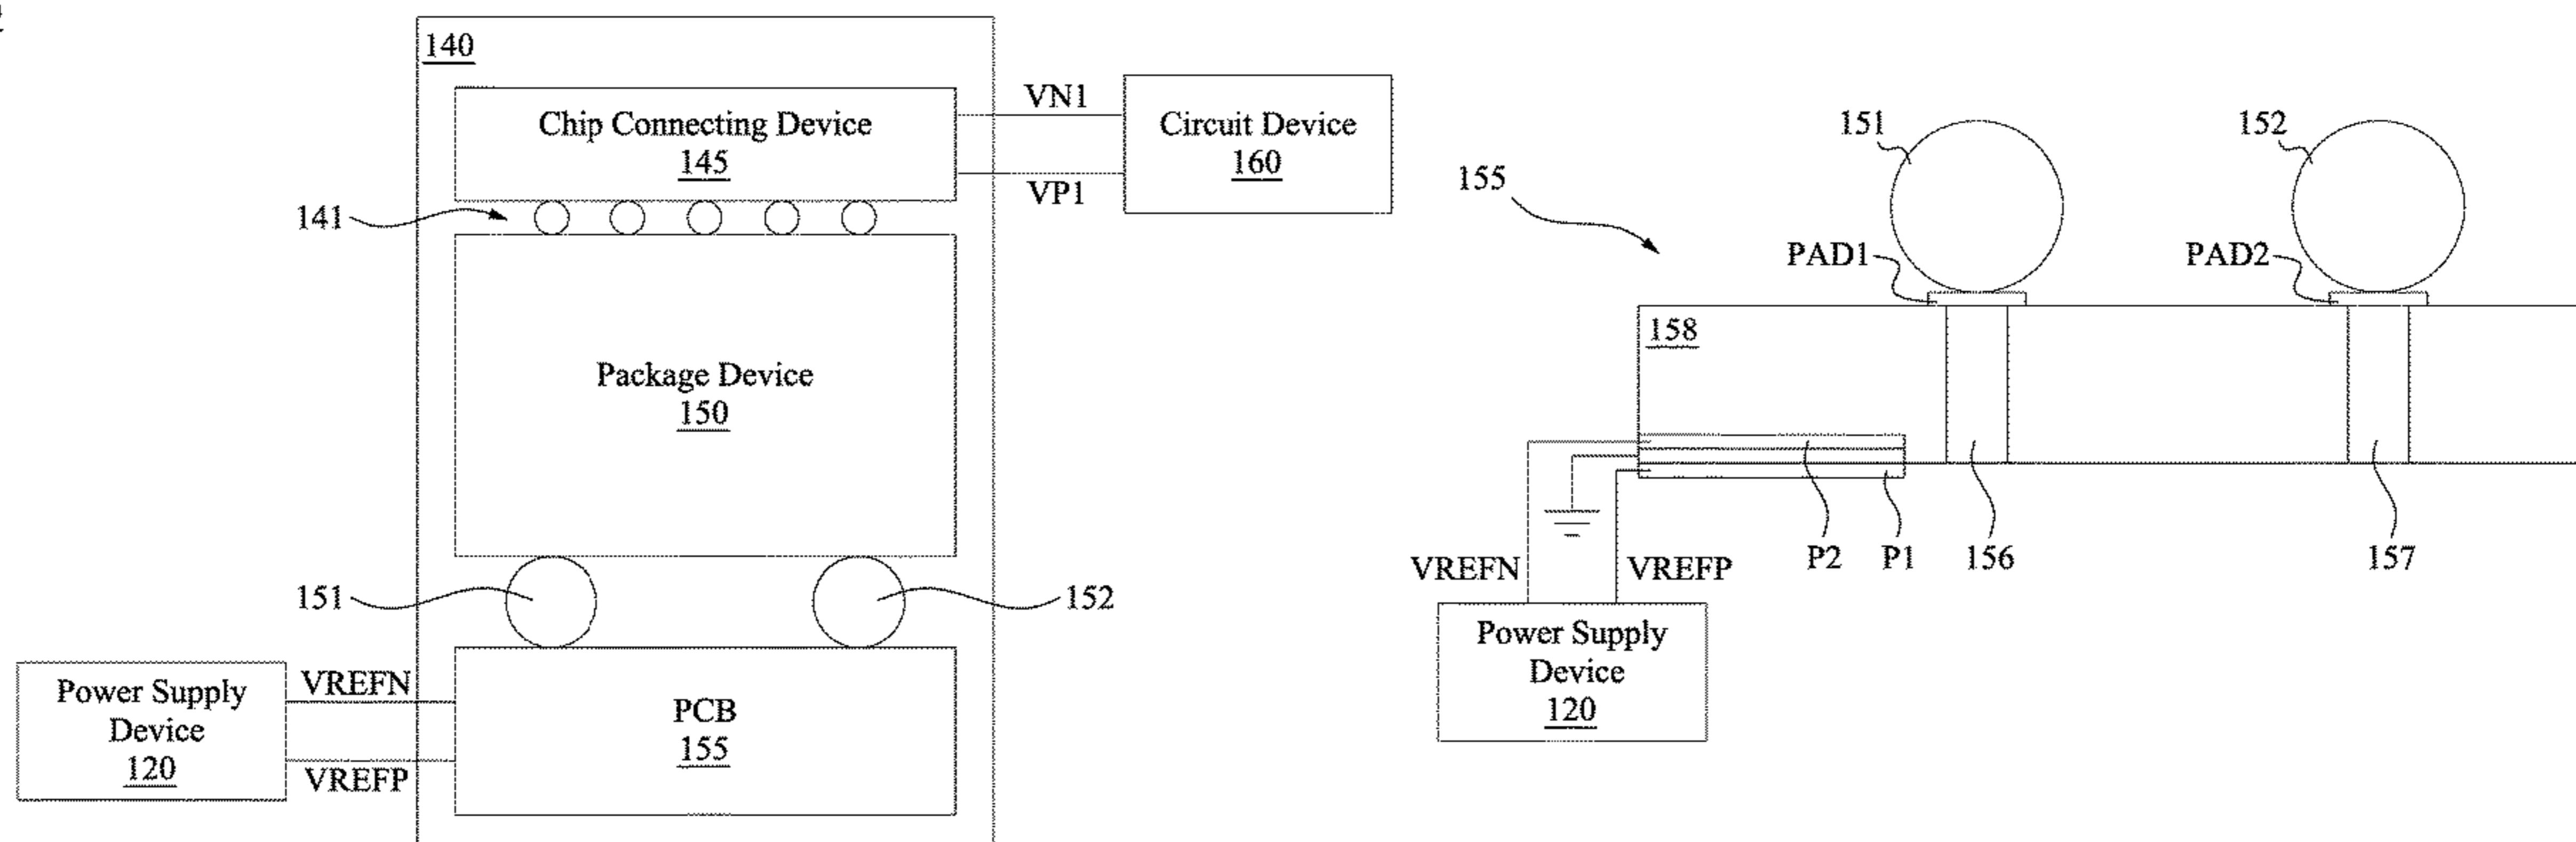 140
Chip Connecting Device
145
VN1
VP1
Circuit Device
160
141
Package Device
150
151
152
Power Supply
Device
120
VREFN
VREFP
PCB
155
155
151
152
PAD1
PAD2
158
P2
P1
156
157
VREFN
VREFP
Power Supply
Device
120